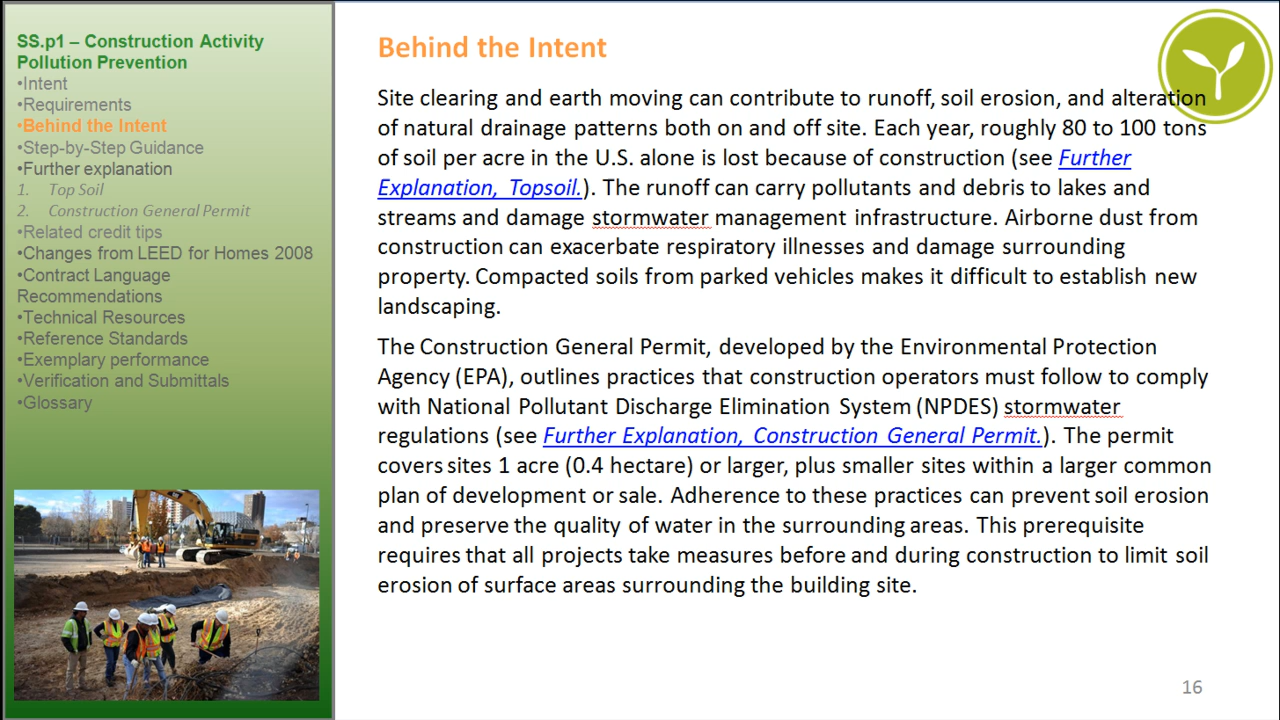 SS.p1 – Construction Activity
Pollution Prevention
•Intent
•Requirements
•Behind the Intent
•Step-by-Step Guidance
•Further explanation
1. Top Soil
2. Construction General Permit
•Related credit tips
•Changes from LEED for Homes 2008
•Contract Language
Recommendations
•Technical Resources
•Reference Standards
•Exemplary performance
•Verification and Submittals
•Glossary
Behind the Intent
Site clearing and earth moving can contribute to runoff, soil erosion, and alteration
of natural drainage patterns both on and off site. Each year, roughly 80 to 100 tons
of soil per acre in the U.S. alone is lost because of construction (see Further
Explanation, Topsoil.). The runoff can carry pollutants and debris to lakes and
streams and damage stormwater management infrastructure. Airborne dust from
construction can exacerbate respiratory illnesses and damage surrounding
property. Compacted soils from parked vehicles makes it difficult to establish new
landscaping.
The Construction General Permit, developed by the Environmental Protection
Agency (EPA), outlines practices that construction operators must follow to comply
with National Pollutant Discharge Elimination System (NPDES) stormwater
regulations (see Further Explanation, Construction General Permit.). The permit
covers sites 1 acre (0.4 hectare) or larger, plus smaller sites within a larger common
plan of development or sale. Adherence to these practices can prevent soil erosion
and preserve the quality of water in the surrounding areas. This prerequisite
requires that all projects take measures before and during construction to limit soil
erosion of surface areas surrounding the building site.
16